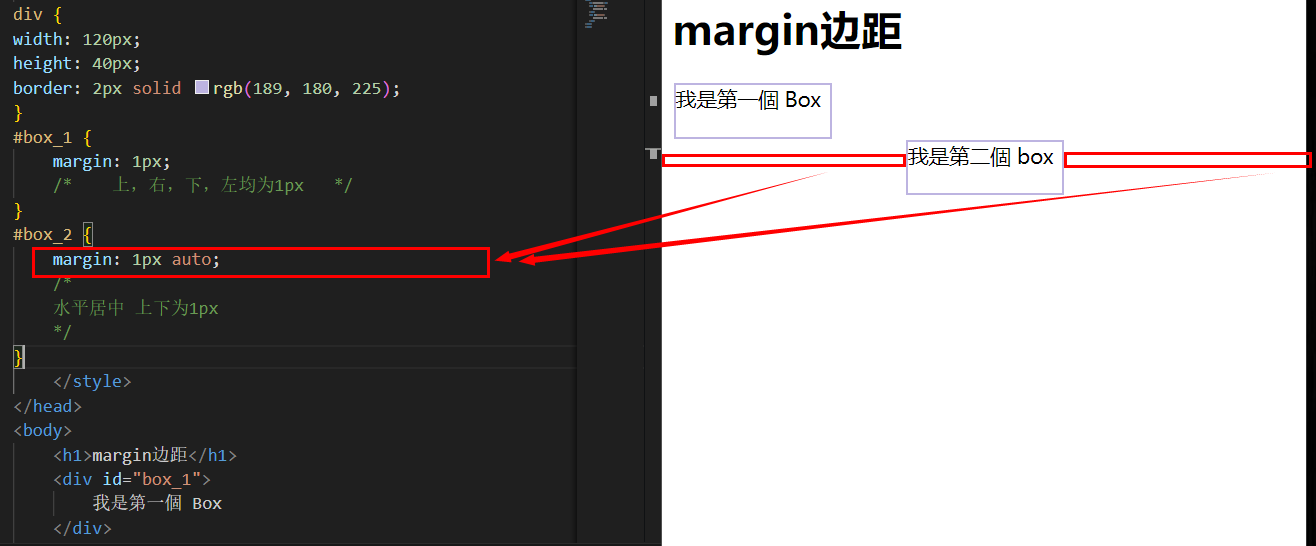 div {
width: 120px;
height: 40px;
border: 2px solid rgb(189, 180, 225);
}
#box_1 {
margin: 1px;
/* 上，右，下，左均为1px */
}
#box_2 {
margin: 1px auto;
/*
水平居中 上下为1px
*/
}
</style>
</head>
<body>
<h1>margin边距</h1>
<div id="box_1">
我是第一個 Box
</div>
margin边距
我是第一個 Box
我是第二個 box